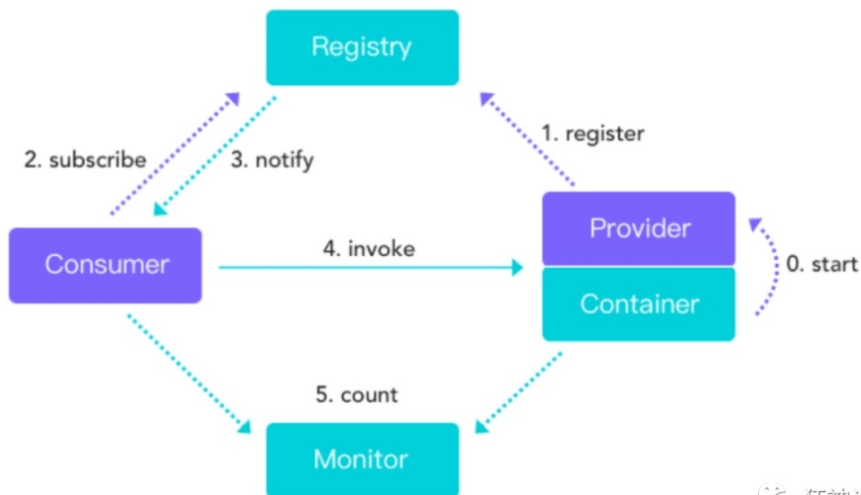 Registry
1. register
2. subscribe
3. notify
Provider
4. invoke
Consumer
0. start
Container
5. count
Monitor